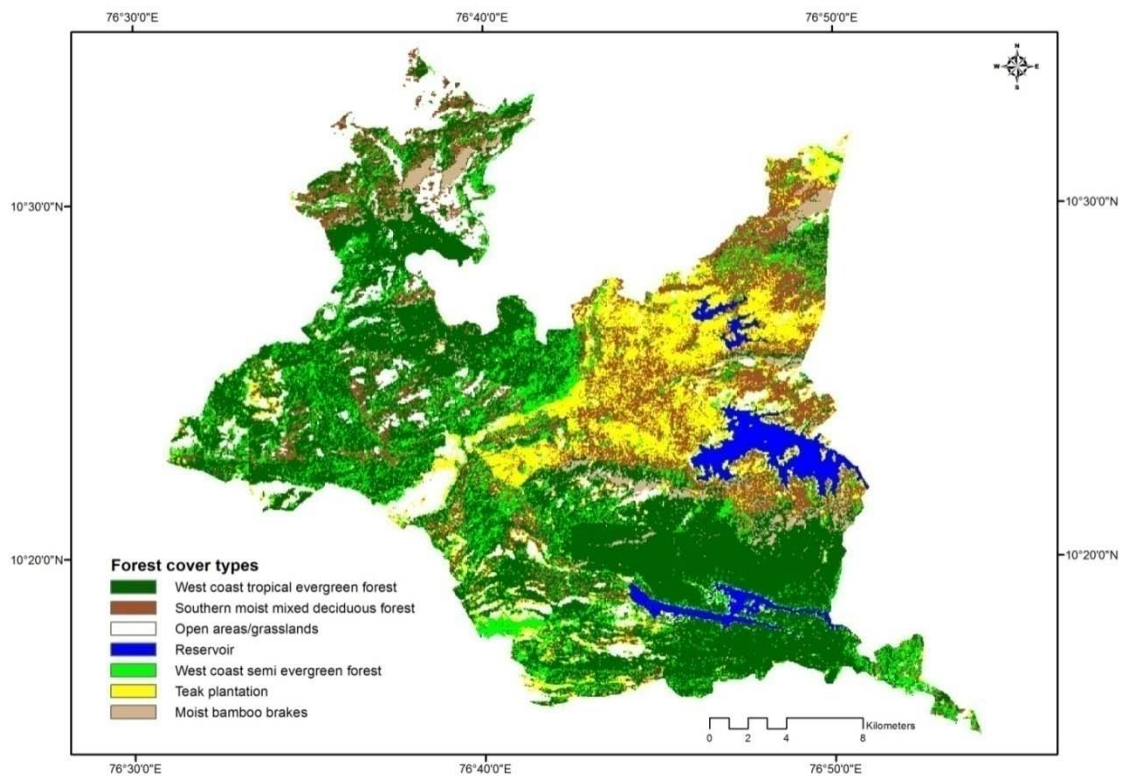 76°30'0"E 76°40'0"E 76°50'0"E
N
W E
S
10°30'0"N 10°30'0"N
10°20'0"N 10°20'0"N
Forest cover types
West coast tropical evergreen forest
Southern moist mixed deciduous forest
Open areas/grasslands
Reservoir
West coast semi evergreen forest
Teak plantation
Moist bamboo brakes
Kilometers
0 2 4 8
76°30'0"E 76°40'0"E 76°50'0"E